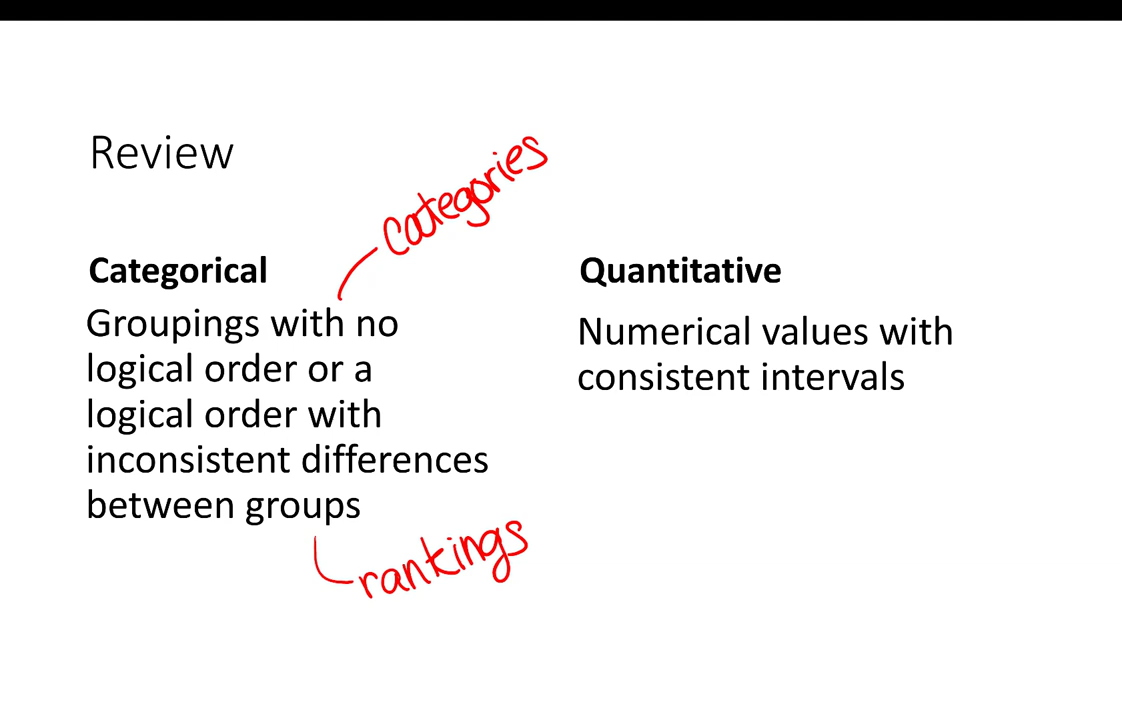 Review
categories
Categorical
Groupings with no
logical order or a
logical order with
inconsistent differences
between groups
rankings
Quantitative
Numerical values with
consistent intervals